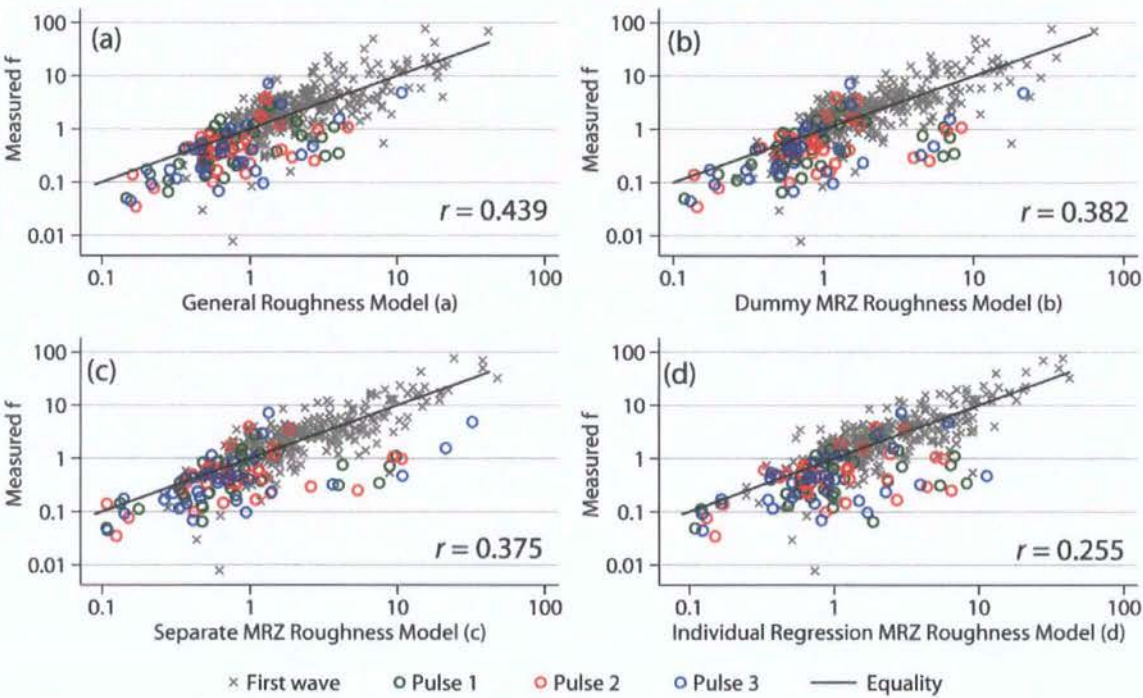 100
10
1
0.1
0.01
Measured f
(a)
r = 0.439
0.1 1 10 100
General Roughness Model (a)
100
10
1
0.1
0.01
Measured f
(b)
r = 0.382
0.1 1 10 100
Dummy MRZ Roughness Model (b)
100
10
1
0.1
0.01
Measured f
(c)
r = 0.375
0.1 1 10 100
Separate MRZ Roughness Model (c)
100
10
1
0.1
0.01
Measured f
(d)
r = 0.255
0.1 1 10 100
Individual Regression MRZ Roughness Model (d)
× First wave o Pulse 1 o Pulse 2 o Pulse 3 — Equality